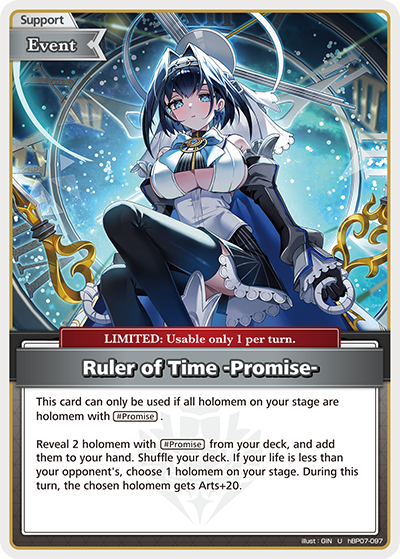 Support
Event
LIMITED: Usable only 1 per turn.
Ruler of Time -Promise-
This card can only be used if all holomem on your stage are
holomem with #Promise .
Reveal 2 holomem with #Promise from your deck, and add
them to your hand. Shuffle your deck. If your life is less than
your opponent's, choose 1 holomem on your stage. During this
turn, the chosen holomem gets Arts+20.
illust : GIN U hBP07-097